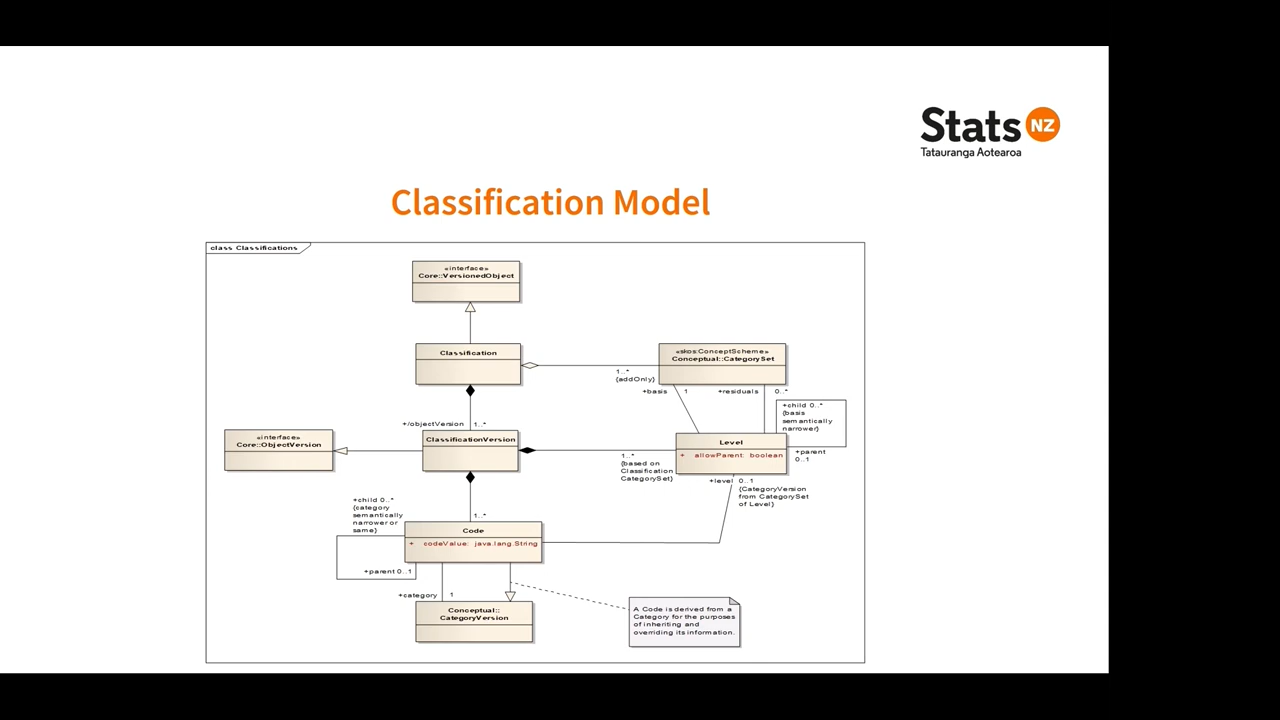 Stats NZ
Tatauranga Aotearoa
Classification Model
class Classifications
«interface»
Core::VersionedObject
Classification
«skos:ConceptScheme»
Conceptual::CategorySet
1..*
{addOnly}
+basis 1
+residuals 0..*
+child 0..*
{basis
semantically
narrower}
+/objectVersion 1..*
«interface»
Core::ObjectVersion
ClassificationVersion
Level
+ allowParent: boolean
+parent
0..1
1..*
{based on
Classification
CategorySet}
+level 0..1
{CategoryVersion
from CategorySet
of Level}
+child 0..*
{category
semantically
narrower or
same}
1..*
Code
+ codeValue: java.lang.String
+parent 0..1
+category 1
Conceptual::
CategoryVersion
A Code is derived from a
Category for the purposes
of inheriting and
overriding its information.